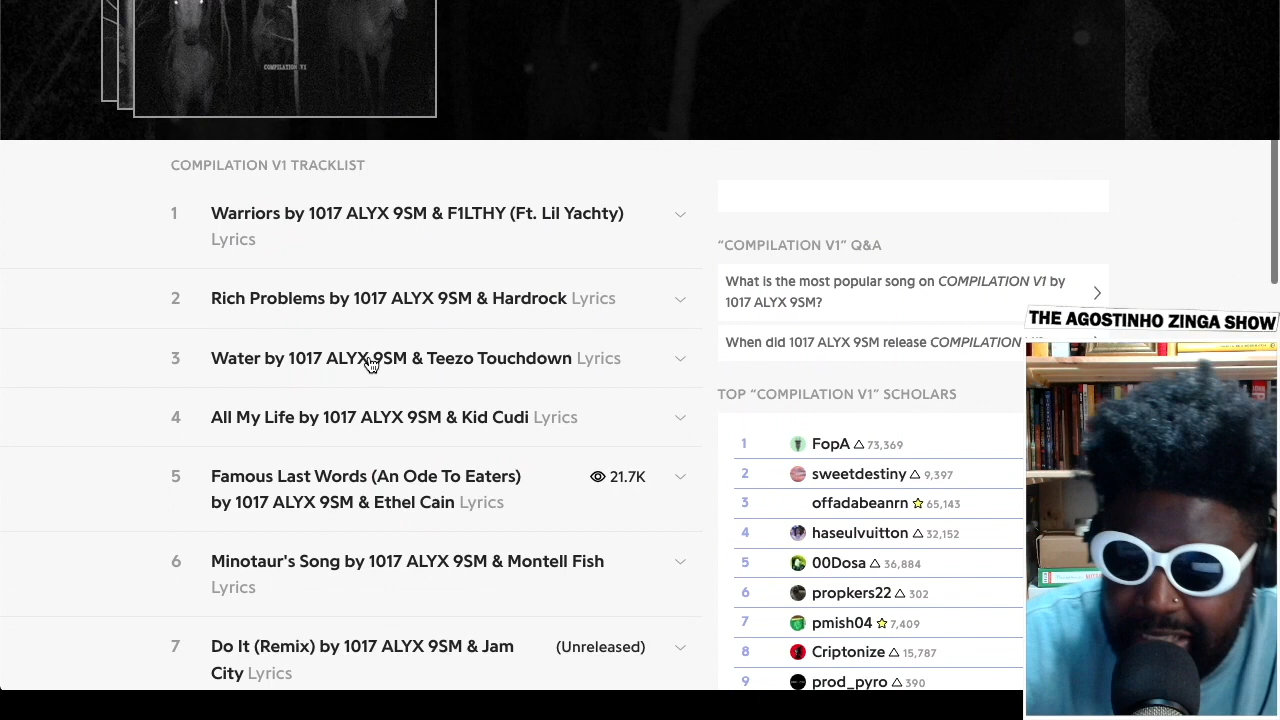 COMPILATION V1
COMPILATION V1 TRACKLIST
1 Warriors by 1017 ALYX 9SM & F1LTHY (Ft. Lil Yachty)
Lyrics
2 Rich Problems by 1017 ALYX 9SM & Hardrock Lyrics
3 Water by 1017 ALYX 9SM & Teezo Touchdown Lyrics
4 All My Life by 1017 ALYX 9SM & Kid Cudi Lyrics
5 Famous Last Words (An Ode To Eaters) 21.7K
by 1017 ALYX 9SM & Ethel Cain Lyrics
6 Minotaur's Song by 1017 ALYX 9SM & Montell Fish
Lyrics
7 Do It (Remix) by 1017 ALYX 9SM & Jam (Unreleased)
City Lyrics
“COMPILATION V1” Q&A
What is the most popular song on COMPILATION V1 by
1017 ALYX 9SM?
When did 1017 ALYX 9SM release COMPILATION
TOP “COMPILATION V1” SCHOLARS
1 FopA 73,369
2 sweetdestiny 9,397
3 offadabeanrn 65,143
4 haseulvuitton 32,152
5 00Dosa 36,884
6 propkers22 302
7 pmish04 7,409
8 Criptonize 15,787
9 prod_pyro 390
THE AGOSTINHO ZINGA SHOW